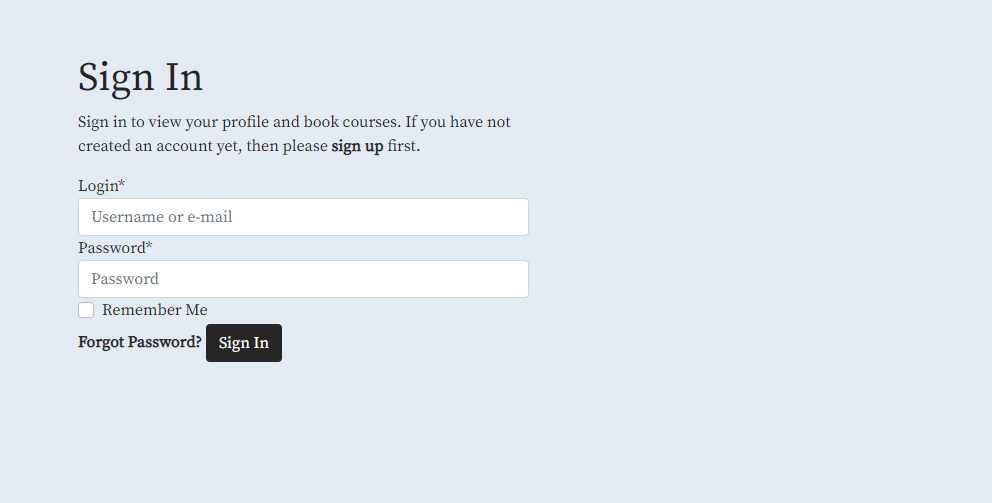 Sign In
Sign in to view your profile and book courses. If you have not
created an account yet, then please sign up first.
Login*
Username or e-mail
Password*
Password
Remember Me
Forgot Password? Sign In